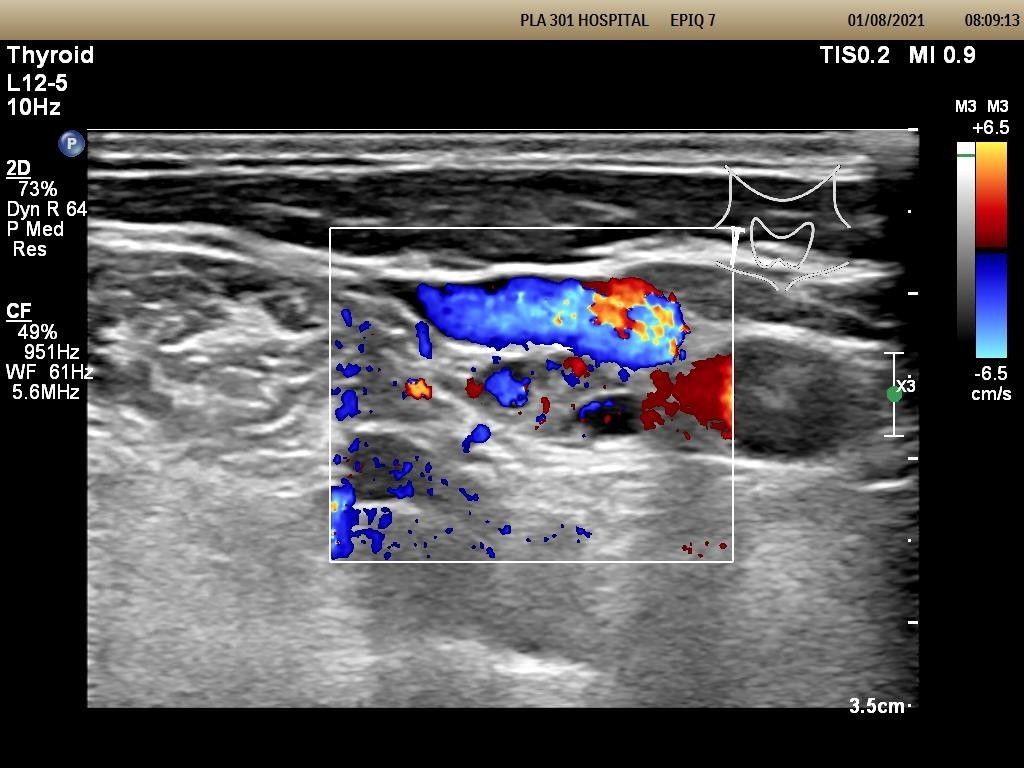 PLA 301 HOSPITAL EPIQ 7 01/08/2021 08:09:13
Thyroid TIS0.2 MI 0.9
L12-5
10Hz
M3 M3
+6.5
P
2D
73%
Dyn R 64
P Med
Res
CF
49%
951Hz
WF 61Hz
5.6MHz
-6.5
cm/s
X3
3.5cm